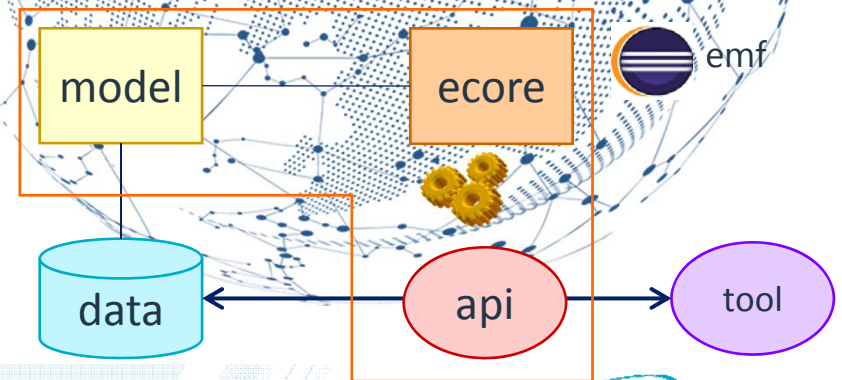 model
ecore
emf
data
api
tool